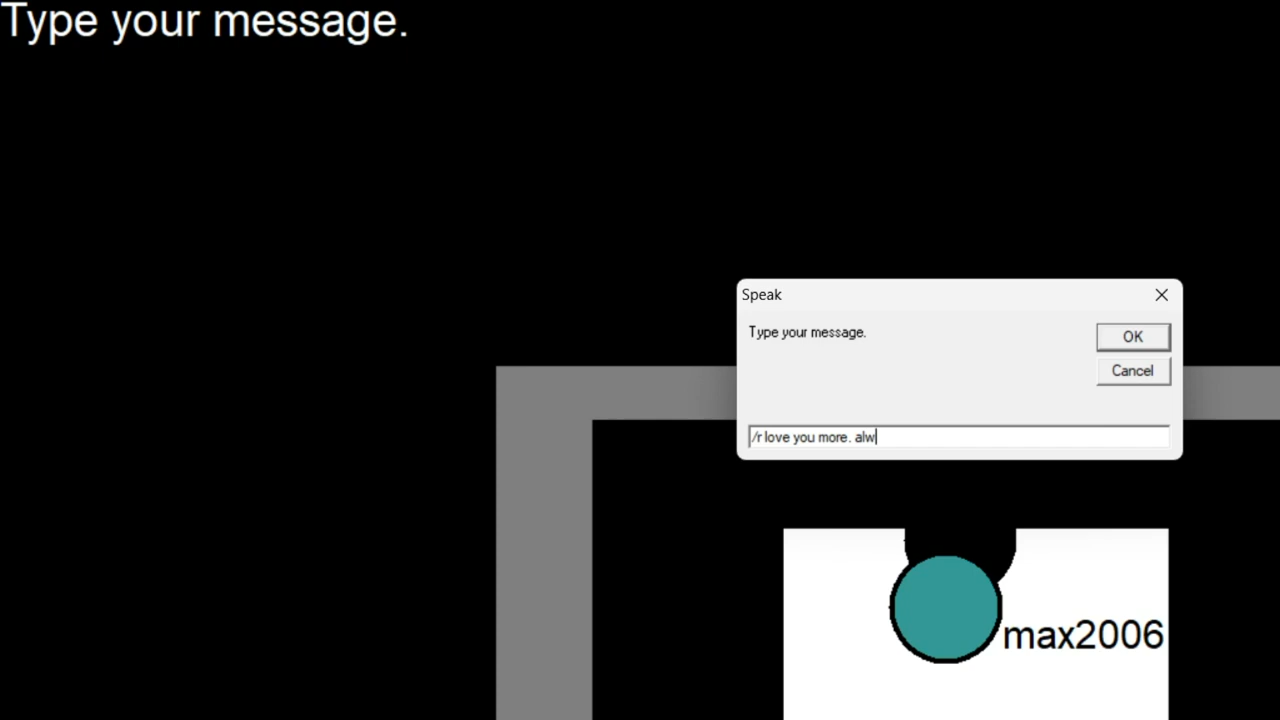 Type your message.
Speak
Type your message.
OK
Cancel
/r love you more. alw
max2006